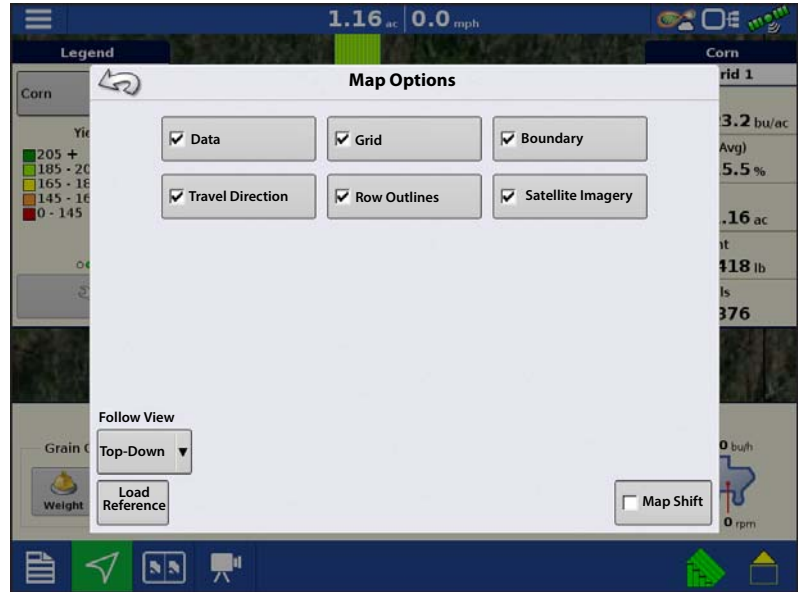 1.16 ac 0.0 mph
Legend
Corn
Map Options
Corn
205 +
185 - 20
165 - 18
145 - 16
0 - 145
Data
Grid
Boundary
Travel Direction
Row Outlines
Satellite Imagery
rid 1
3.2 bu/ac
Avg)
5.5 %
.16 ac
418 lb
376
Follow View
Top-Down
Load
Reference
Map Shift
Grain
Weight
0 bu/h
0 rpm